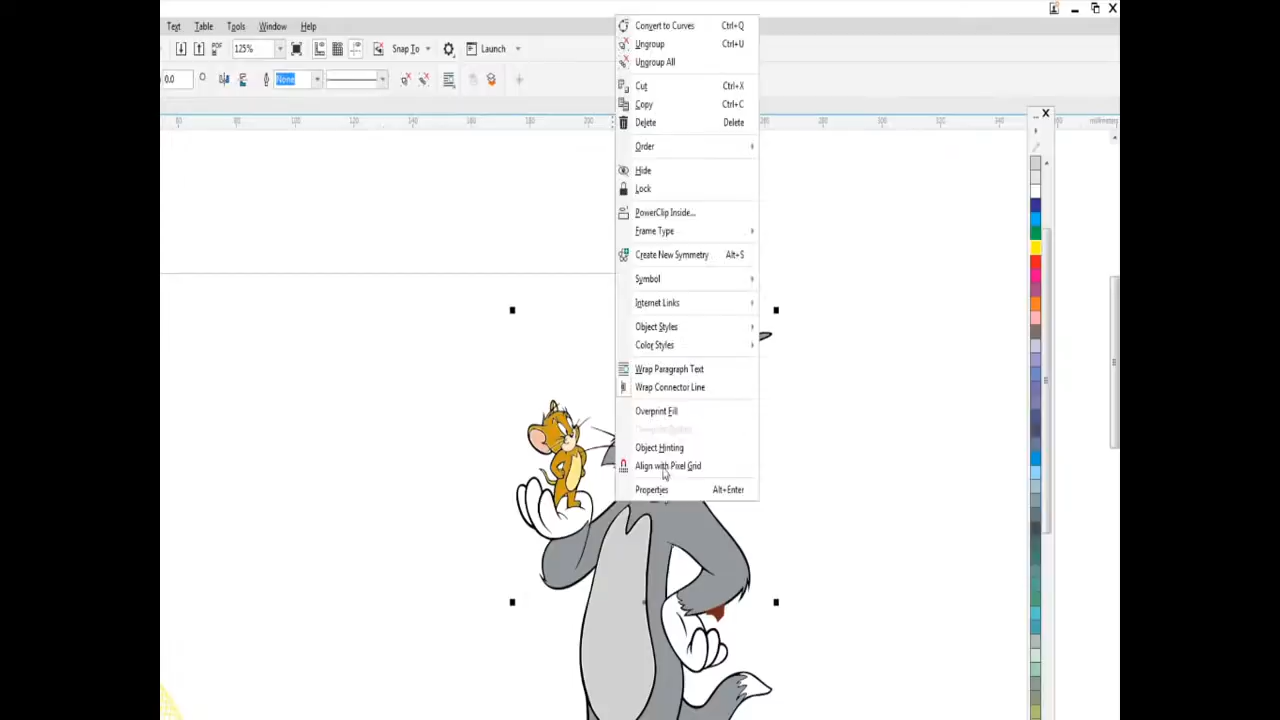 Text Table Tools Window Help
125% Snap To Launch
0.0 None
Convert to Curves Ctrl+Q
Ungroup Ctrl+U
Ungroup All
Cut Ctrl+X
Copy Ctrl+C
Delete Delete
Order
Hide
Lock
PowerClip Inside...
Frame Type
Create New Symmetry Alt+S
Symbol
Internet Links
Object Styles
Color Styles
Wrap Paragraph Text
Wrap Connector Line
Overprint Fill
Object Hinting
Align with Pixel Grid
Properties Alt+Enter